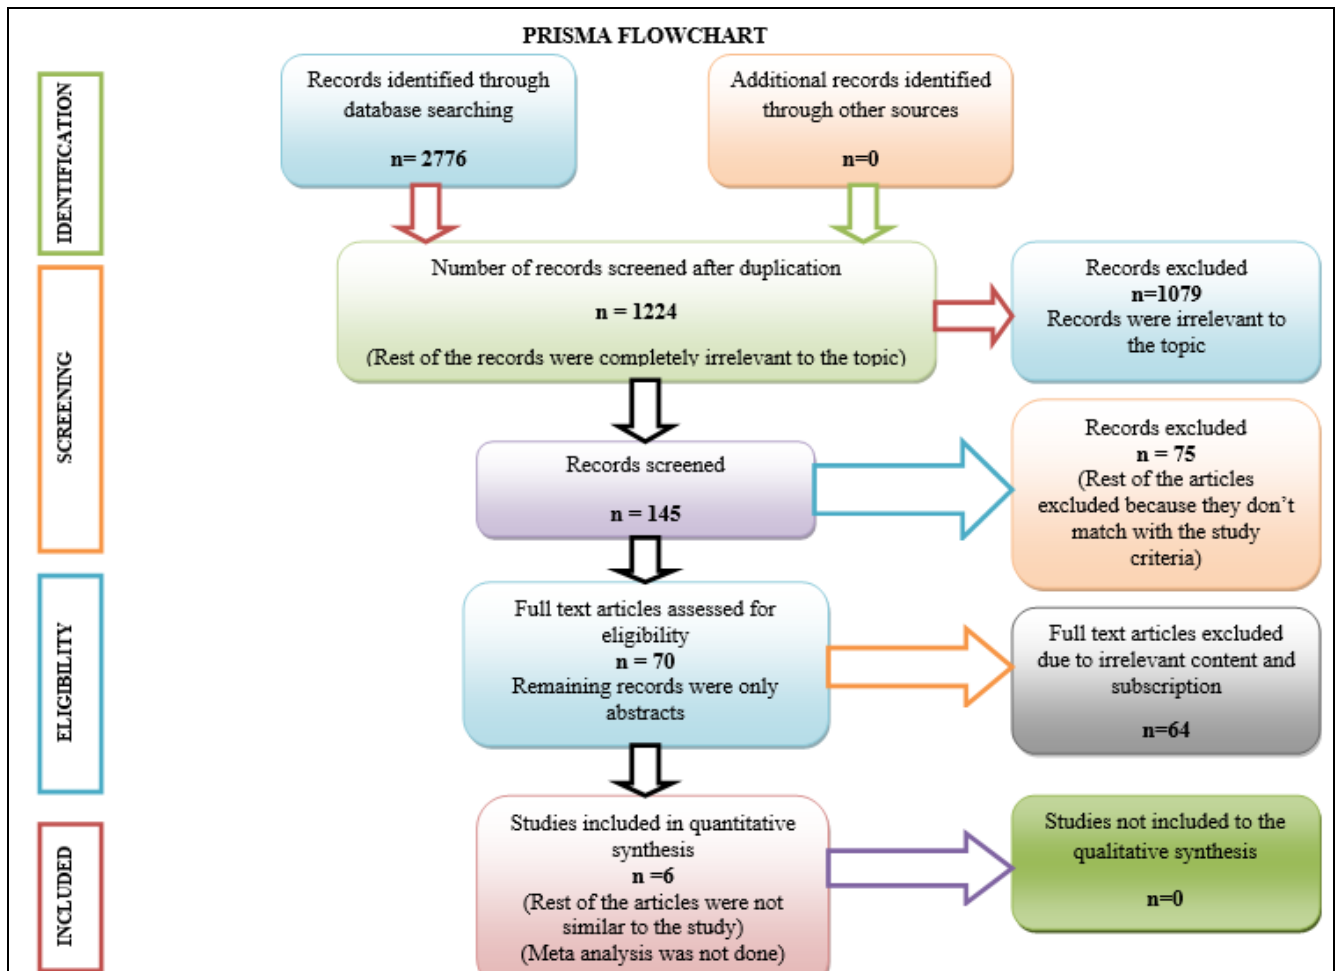 PRISMA FLOWCHART
IDENTIFICATION
Records identified through
database searching
n= 2776
Additional records identified
through other sources
n=0
SCREENING
Number of records screened after duplication
n = 1224
(Rest of the records were completely irrelevant to the topic)
Records excluded
n=1079
Records were irrelevant to
the topic
Records screened
n = 145
Records excluded
n = 75
(Rest of the articles
excluded because they don’t
match with the study
criteria)
ELIGIBILITY
Full text articles assessed for
eligibility
n = 70
Remaining records were only
abstracts
Full text articles excluded
due to irrelevant content and
subscription
n=64
INCLUDED
Studies included in quantitative
synthesis
n =6
(Rest of the articles were not
similar to the study)
(Meta analysis was not done)
Studies not included to the
qualitative synthesis
n=0